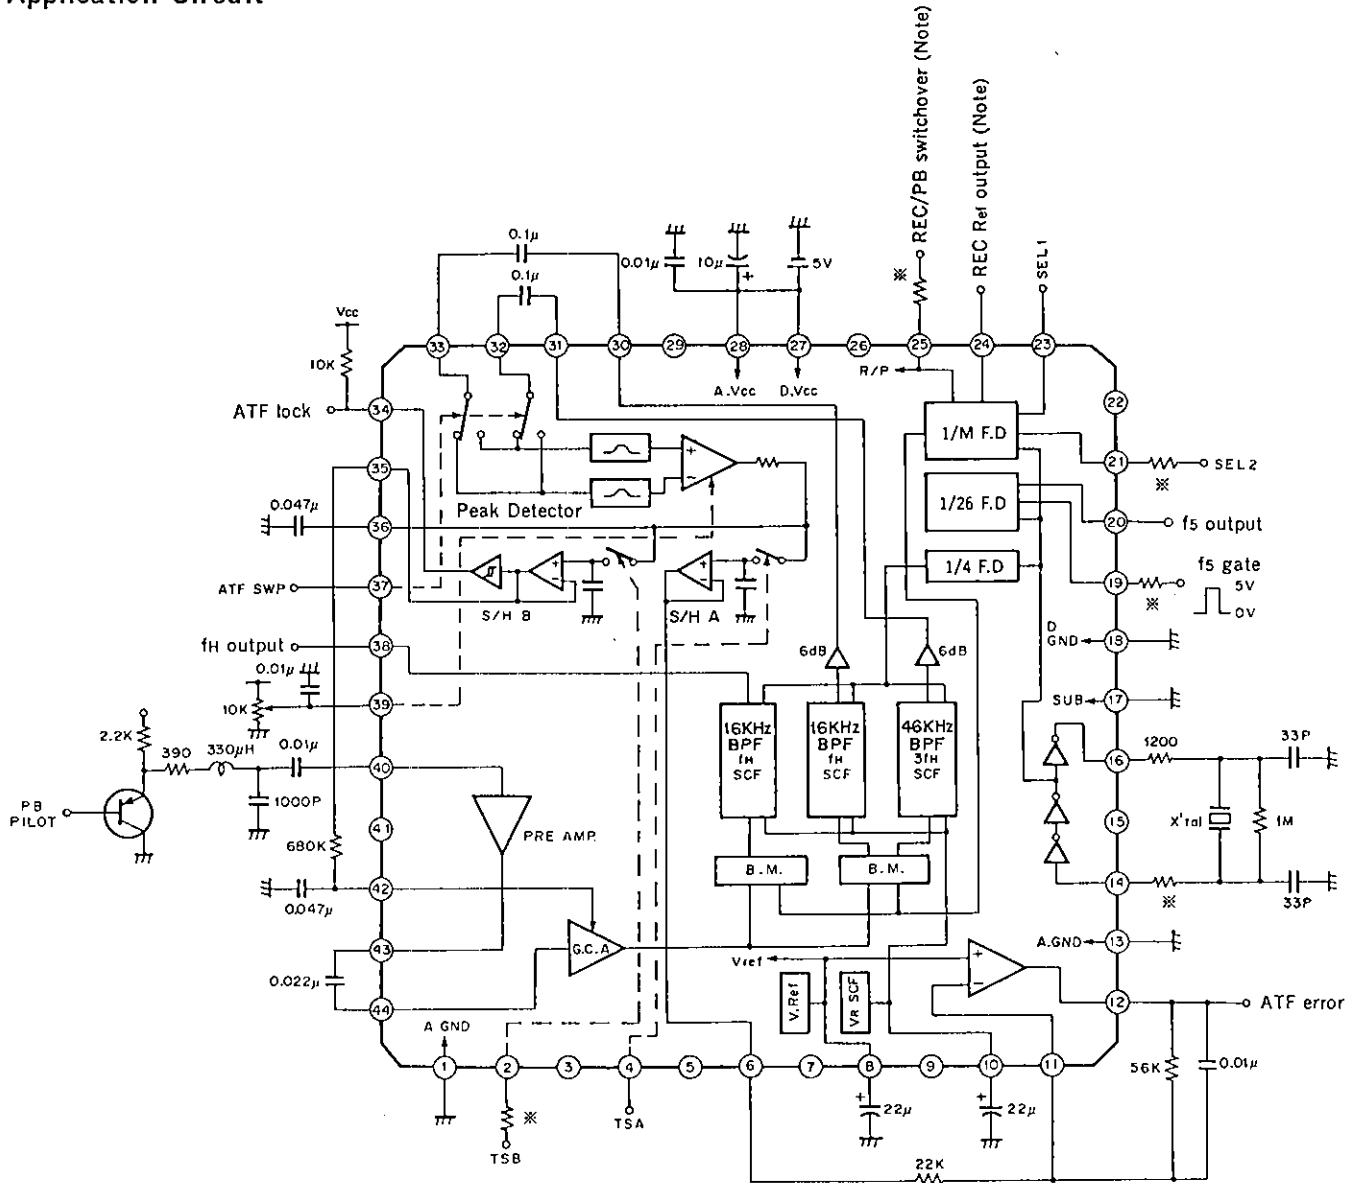 Application Circuit
REC/PB switchover (Note)
REC Ref output (Note)
SEL1
※
0.1μ
0.1μ
0.01μ
10μ
+
5V
Vcc
10K
33
32
31
30
29
28
27
26
25
24
23
A.Vcc
D.Vcc
R/P
ATF lock
34
22
1/M F.D
21
SEL2
※
35
0.047μ
36
Peak Detector
+
−
1/26 F.D
20
f5 output
1/4 F.D
19
f5 gate
5V
0V
※
ATF SWP
37
+
−
S/H B
+
−
S/H A
D
GND
18
fH output
38
6dB
6dB
0.01μ
10K
39
SUB
17
16KHz
BPF
fH
SCF
16KHz
BPF
fH
SCF
46KHz
BPF
3fH
SCF
2.2K
390
330μH
0.01μ
40
16
1200
33P
PB
PILOT
1000P
41
PRE AMP.
15
X'tal
1M
680K
B.M.
B.M.
14
※
33P
0.047μ
42
43
G.C.A
A.GND
13
0.022μ
44
Vref
V.Ref
VR SCF
+
−
12
ATF error
A GND
1
2
3
4
5
6
7
8
9
10
11
56K
0.01μ
※
TSB
TSA
+
22μ
+
22μ
22K